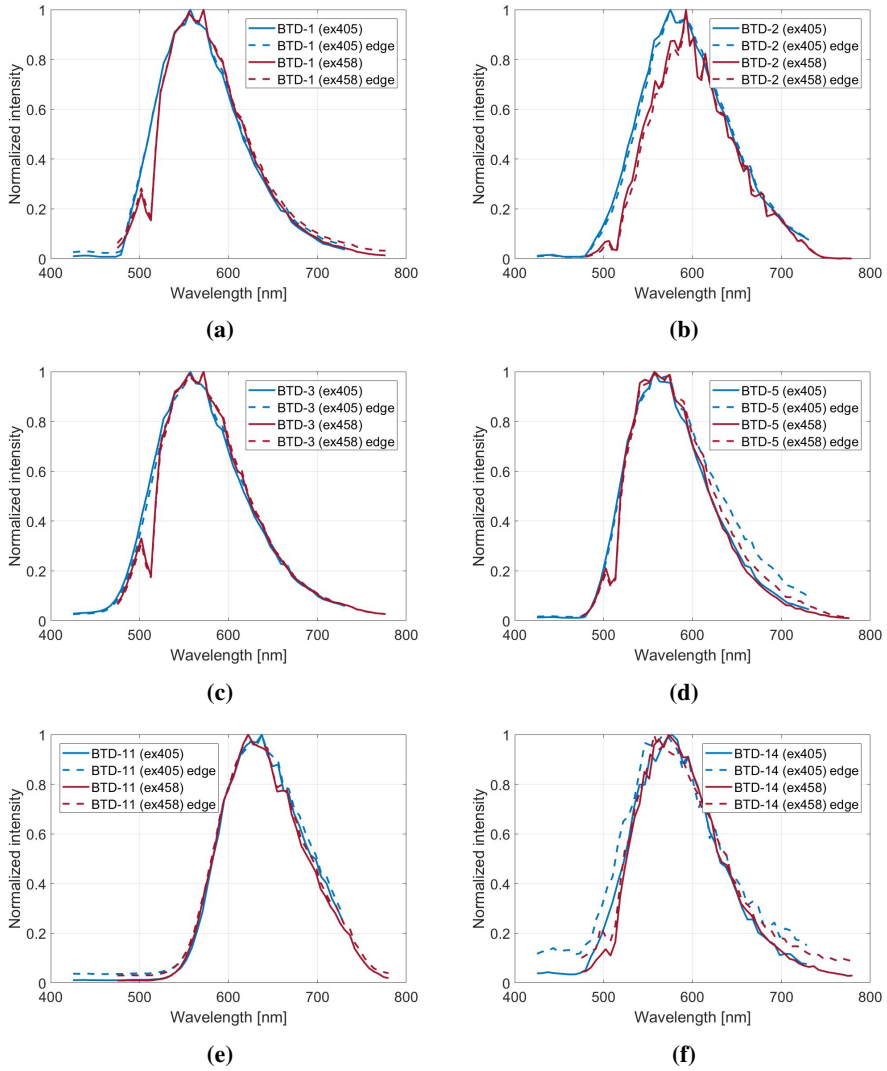 1
0.8
0.6
0.4
0.2
0
400 500 600 700 800
Normalized intensity
Wavelength [nm]
BTD-1 (ex405)
BTD-1 (ex405) edge
BTD-1 (ex458)
BTD-1 (ex458) edge
(a)
1
0.8
0.6
0.4
0.2
0
400 500 600 700 800
Normalized intensity
Wavelength [nm]
BTD-2 (ex405)
BTD-2 (ex405) edge
BTD-2 (ex458)
BTD-2 (ex458) edge
(b)
1
0.8
0.6
0.4
0.2
0
400 500 600 700 800
Normalized intensity
Wavelength [nm]
BTD-3 (ex405)
BTD-3 (ex405) edge
BTD-3 (ex458)
BTD-3 (ex458) edge
(c)
1
0.8
0.6
0.4
0.2
0
400 500 600 700 800
Normalized intensity
Wavelength [nm]
BTD-5 (ex405)
BTD-5 (ex405) edge
BTD-5 (ex458)
BTD-5 (ex458) edge
(d)
1
0.8
0.6
0.4
0.2
0
400 500 600 700 800
Normalized intensity
Wavelength [nm]
BTD-11 (ex405)
BTD-11 (ex405) edge
BTD-11 (ex458)
BTD-11 (ex458) edge
(e)
1
0.8
0.6
0.4
0.2
0
400 500 600 700 800
Normalized intensity
Wavelength [nm]
BTD-14 (ex405)
BTD-14 (ex405) edge
BTD-14 (ex458)
BTD-14 (ex458) edge
(f)